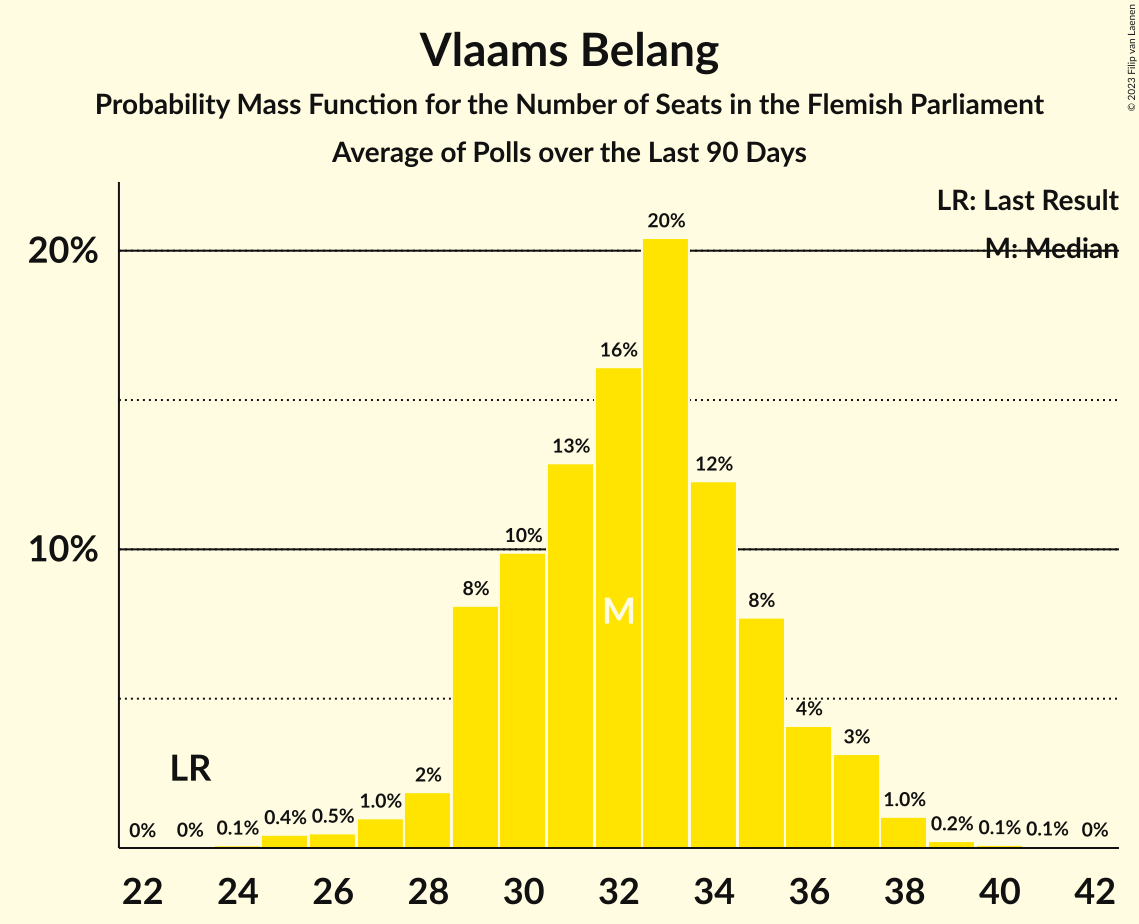 Vlaams Belang
Probability Mass Function for the Number of Seats in the Flemish Parliament
Average of Polls over the Last 90 Days
© 2023 Filip van Laenen
LR: Last Result
M: Median
20%
10%
0%
0%
0.1%
0.4%
0.5%
1.0%
2%
8%
10%
13%
16%
20%
12%
8%
4%
3%
1.0%
0.2%
0.1%
0.1%
0%
LR
M
22 24 26 28 30 32 34 36 38 40 42